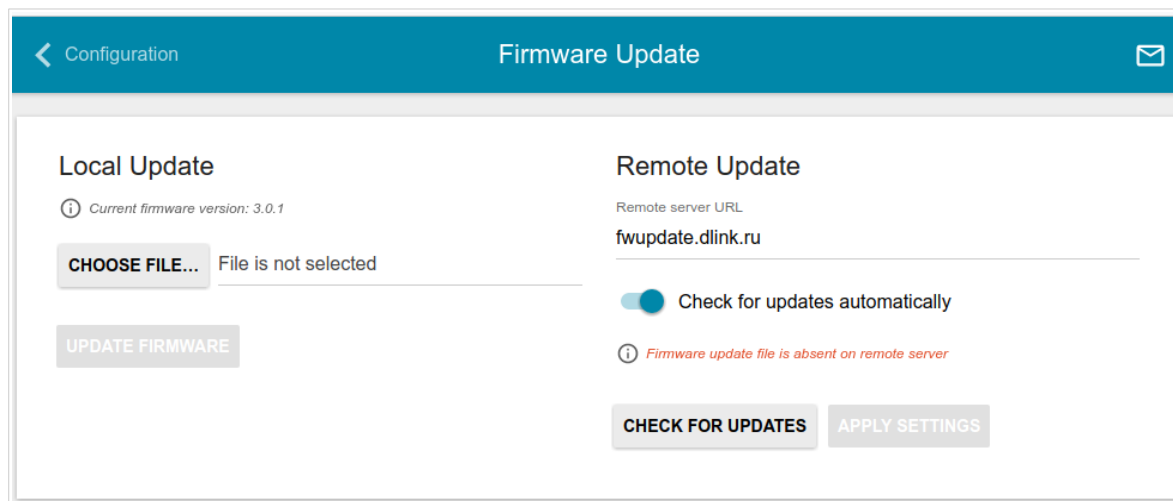 Configuration
Firmware Update
Local Update
Current firmware version: 3.0.1
CHOOSE FILE...
File is not selected
UPDATE FIRMWARE
Remote Update
Remote server URL
fwupdate.dlink.ru
Check for updates automatically
Firmware update file is absent on remote server
CHECK FOR UPDATES
APPLY SETTINGS